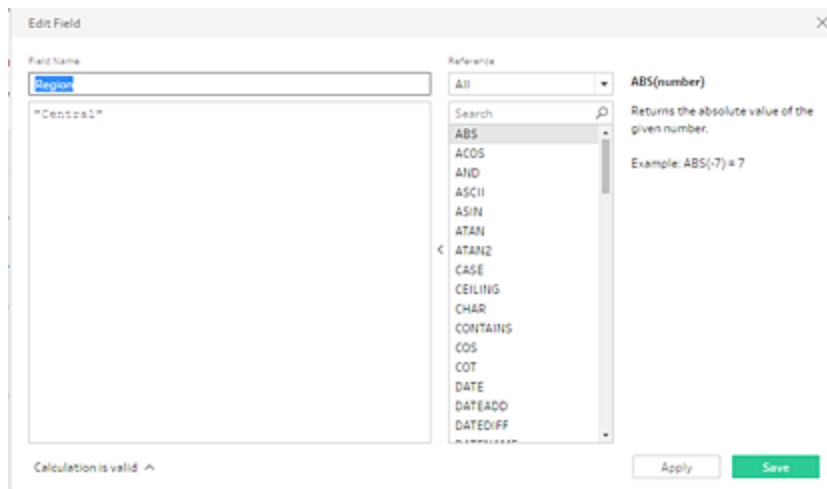 Edit Field
Field Name
Region
"Central"
Reference
All
Search
ABS
ACOS
AND
ASCII
ASIN
ATAN
ATAN2
CASE
CEILING
CHAR
CONTAINS
COS
COT
DATE
DATEADD
DATEDIFF
DATENAME
ABS(number)
Returns the absolute value of the
given number.
Example: ABS(-7) = 7
Calculation is valid
Apply
Save